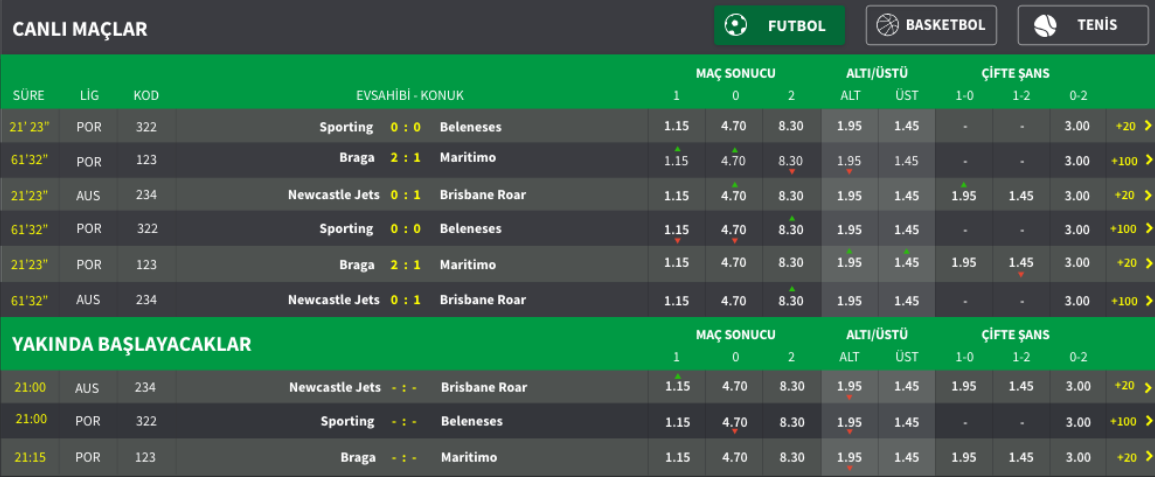 CANLI MAÇLAR FUTBOL BASKETBOL TENİS
MAÇ SONUCU ALTI/ÜSTÜ ÇİFTE ŞANS
SÜRE LİG KOD EVSAHİBİ - KONUK 1 0 2 ALT ÜST 1-0 1-2 0-2
21' 23" POR 322 Sporting 0 : 0 Beleneses 1.15 4.70 8.30 1.95 1.45 - - 3.00 +20
61'32" POR 123 Braga 2 : 1 Maritimo 1.15 4.70 8.30 1.95 1.45 - - 3.00 +100
21'23" AUS 234 Newcastle Jets 0 : 1 Brisbane Roar 1.15 4.70 8.30 1.95 1.45 1.95 1.45 3.00 +20
61'32" POR 322 Sporting 0 : 0 Beleneses 1.15 4.70 8.30 1.95 1.45 - - 3.00 +100
21'23" POR 123 Braga 2 : 1 Maritimo 1.15 4.70 8.30 1.95 1.45 1.95 1.45 3.00 +20
61'32" AUS 234 Newcastle Jets 0 : 1 Brisbane Roar 1.15 4.70 8.30 1.95 1.45 - - 3.00 +100
YAKINDA BAŞLAYACAKLAR MAÇ SONUCU ALTI/ÜSTÜ ÇİFTE ŞANS
1 0 2 ALT ÜST 1-0 1-2 0-2
21:00 AUS 234 Newcastle Jets - : - Brisbane Roar 1.15 4.70 8.30 1.95 1.45 1.95 1.45 3.00 +20
21:00 POR 322 Sporting - : - Beleneses 1.15 4.70 8.30 1.95 1.45 - - 3.00 +100
21:15 POR 123 Braga - : - Maritimo 1.15 4.70 8.30 1.95 1.45 1.95 1.45 3.00 +20